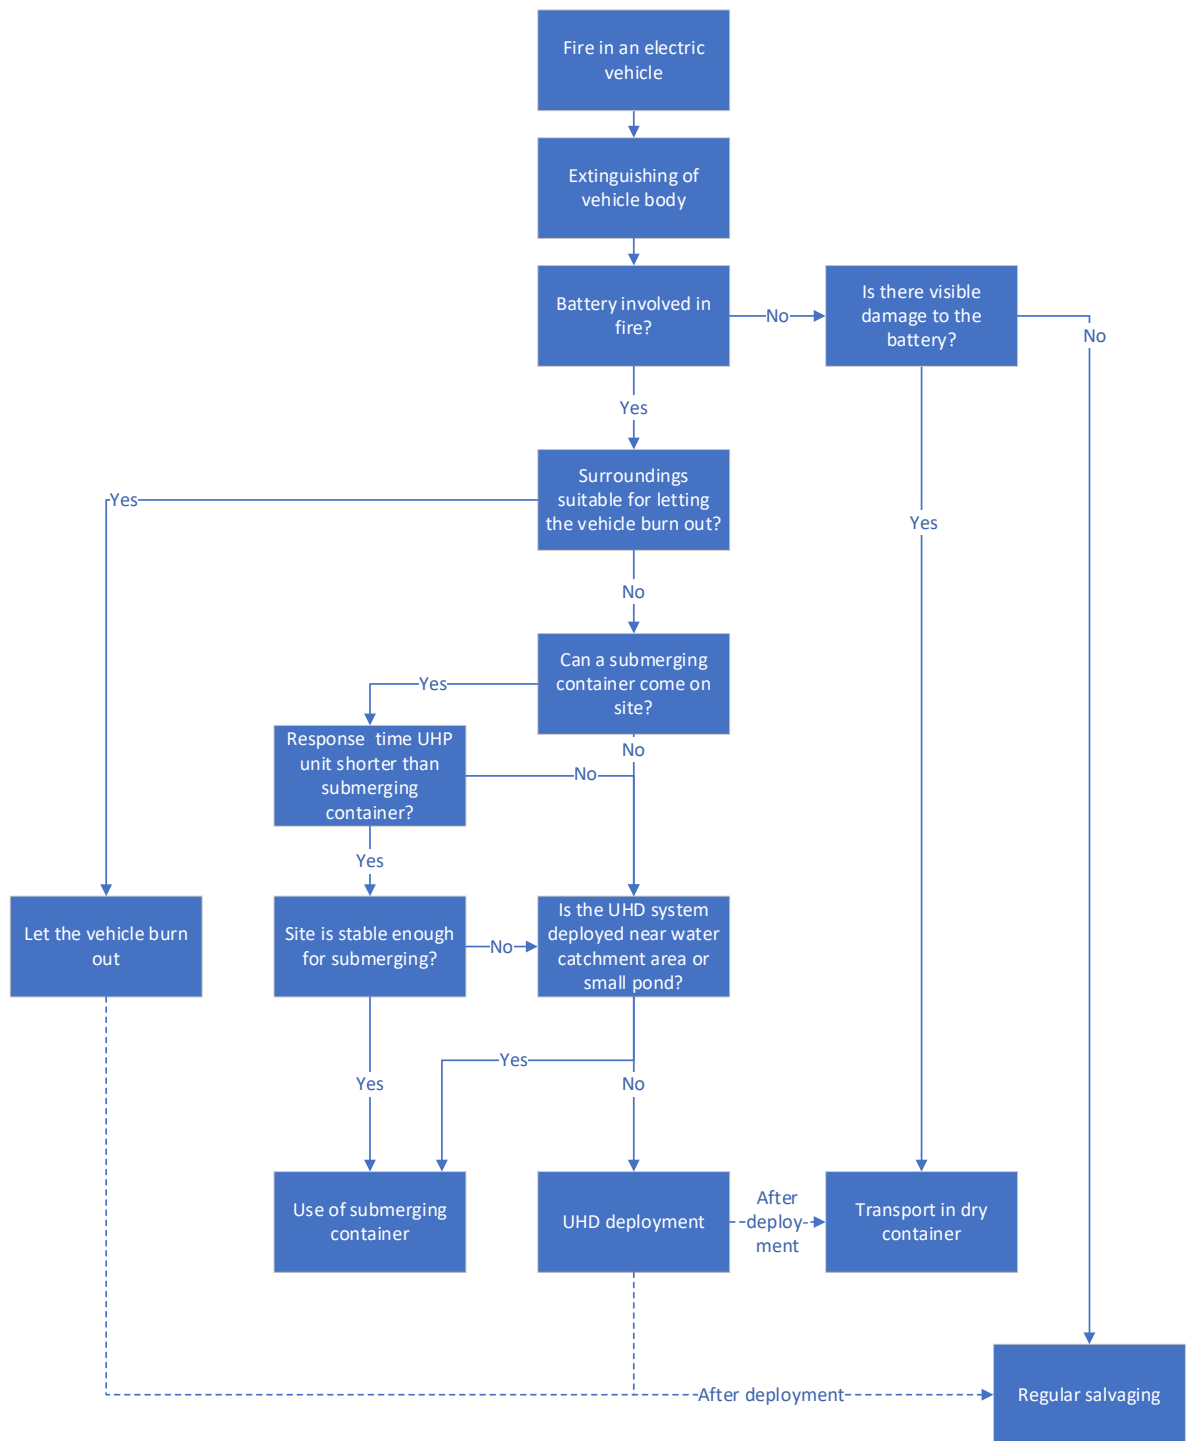 Fire in an electric
vehicle
Extinguishing of
vehicle body
Battery involved in
fire?
No
Is there visible
damage to the
battery?
No
Yes
Surroundings
suitable for letting
the vehicle burn out?
Yes
Yes
No
Can a submerging
container come on
site?
Yes
No
Response  time UHP
unit shorter than
submerging
container?
No
Yes
Let the vehicle burn
out
Site is stable enough
for submerging?
No
Is the UHD system
deployed near water
catchment area or
small pond?
Yes
Yes
No
Use of submerging
container
UHD deployment
After
deploy-
ment
Transport in dry
container
After deployment
Regular salvaging